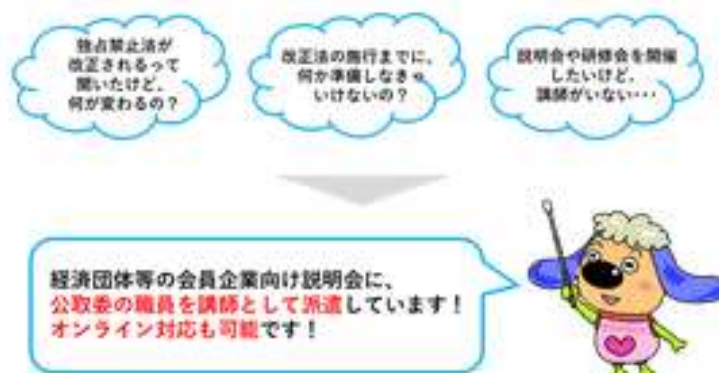 独占禁止法が
改正されるって
聞いたけど、
何が変わるの？
改正法の施行までに、
何か準備しなきゃ
いけないの？
説明会や研修会を開催
したいけど、
講師がいない･･･
経済団体等の会員企業向け説明会に、
公取委の職員を講師として派遣しています！
オンライン対応も可能です！